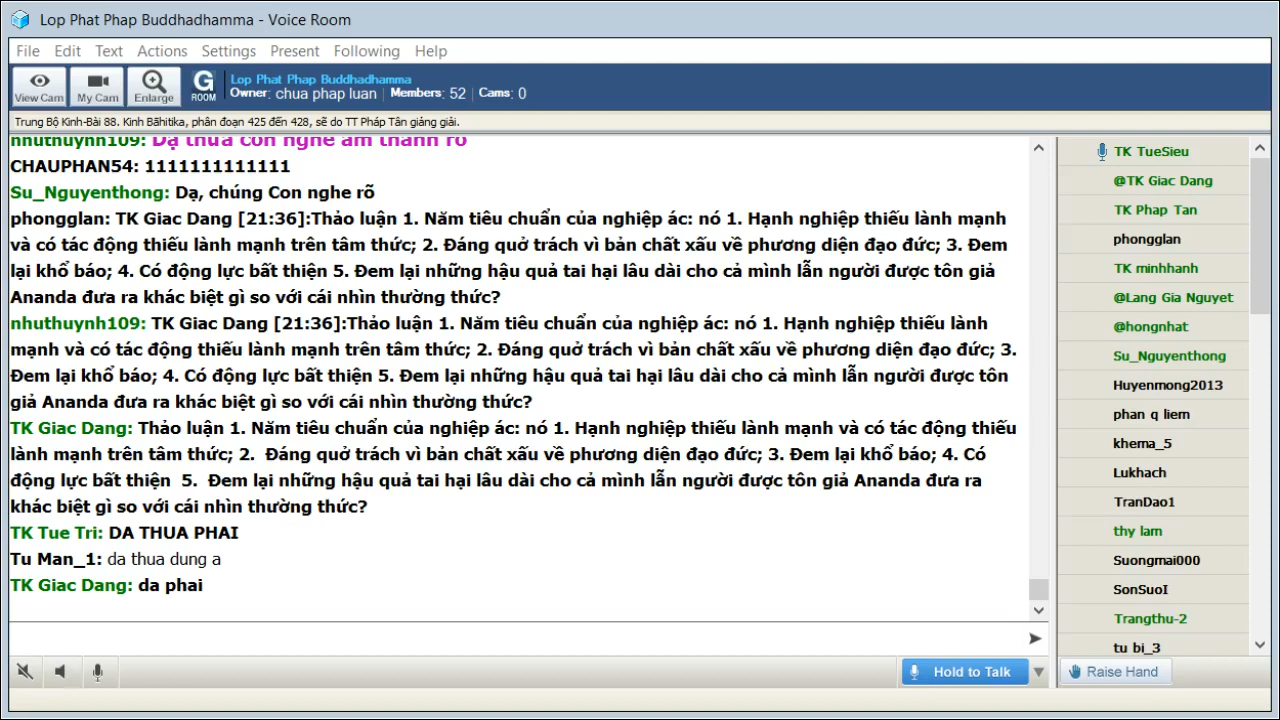 Lop Phat Phap Buddhadhamma - Voice Room
File Edit Text Actions Settings Present Following Help
View Cam My Cam Enlarge G ROOM
Lop Phat Phap Buddhadhamma
Owner: chua phap luan Members: 52 Cams: 0
Trung Bộ Kinh-Bài 88. Kinh Bāhitika, phân đoạn 425 đến 428, sẽ do TT Pháp Tân giảng giải.
nhuthuynh109: Dạ thưa con nghe âm thanh rõ
CHAUPHAN54: 1111111111111
Su_Nguyenthong: Dạ, chúng Con nghe rõ
phongglan: TK Giac Dang [21:36]:Thảo luận 1. Năm tiêu chuẩn của nghiệp ác: nó 1. Hạnh nghiệp thiếu lành mạnh
và có tác động thiếu lành mạnh trên tâm thức; 2. Đáng quở trách vì bản chất xấu về phương diện đạo đức; 3. Đem
lại khổ báo; 4. Có động lực bất thiện 5. Đem lại những hậu quả tai hại lâu dài cho cả mình lẫn người được tôn giả
Ananda đưa ra khác biệt gì so với cái nhìn thường thức?
nhuthuynh109: TK Giac Dang [21:36]:Thảo luận 1. Năm tiêu chuẩn của nghiệp ác: nó 1. Hạnh nghiệp thiếu lành
mạnh và có tác động thiếu lành mạnh trên tâm thức; 2. Đáng quở trách vì bản chất xấu về phương diện đạo đức; 3.
Đem lại khổ báo; 4. Có động lực bất thiện 5. Đem lại những hậu quả tai hại lâu dài cho cả mình lẫn người được tôn
giả Ananda đưa ra khác biệt gì so với cái nhìn thường thức?
TK Giac Dang: Thảo luận 1. Năm tiêu chuẩn của nghiệp ác: nó 1. Hạnh nghiệp thiếu lành mạnh và có tác động thiếu
lành mạnh trên tâm thức; 2. Đáng quở trách vì bản chất xấu về phương diện đạo đức; 3. Đem lại khổ báo; 4. Có
động lực bất thiện 5. Đem lại những hậu quả tai hại lâu dài cho cả mình lẫn người được tôn giả Ananda đưa ra
khác biệt gì so với cái nhìn thường thức?
TK Tue Tri: DA THUA PHAI
Tu Man_1: da thua dung a
TK Giac Dang: da phai
Hold to Talk
TK TueSieu
@TK Giac Dang
TK Phap Tan
phongglan
TK minhhanh
@Lang Gia Nguyet
@hongnhat
Su_Nguyenthong
Huyenmong2013
phan q liem
khema_5
Lukhach
TranDao1
thy lam
Suongmai000
SonSuoI
Trangthu-2
tu bi_3
Raise Hand